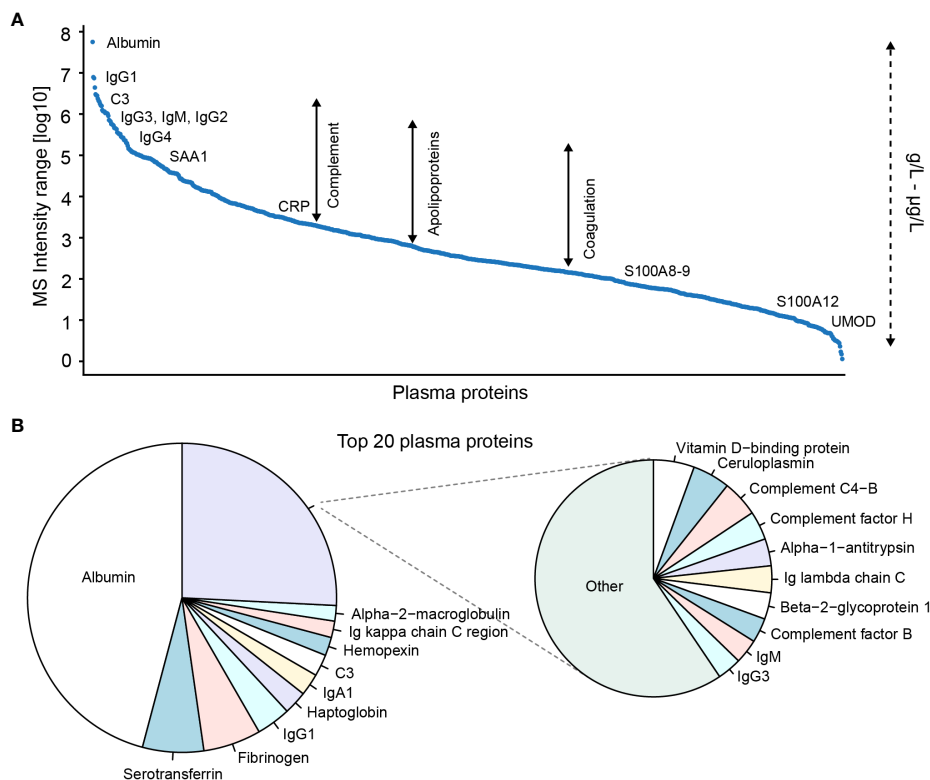 A
8
7
6
5
4
3
2
1
0
MS Intensity range [log10]
Albumin
IgG1
C3
IgG3, IgM, IgG2
IgG4
SAA1
CRP
Complement
Apolipoproteins
Coagulation
S100A8-9
S100A12
UMOD
g/L - µg/L
Plasma proteins
B
Top 20 plasma proteins
Albumin
Alpha−2−macroglobulin
Ig kappa chain C region
Hemopexin
C3
IgA1
Haptoglobin
IgG1
Fibrinogen
Serotransferrin
Other
Vitamin D−binding protein
Ceruloplasmin
Complement C4−B
Complement factor H
Alpha−1−antitrypsin
Ig lambda chain C
Beta−2−glycoprotein 1
Complement factor B
IgM
IgG3